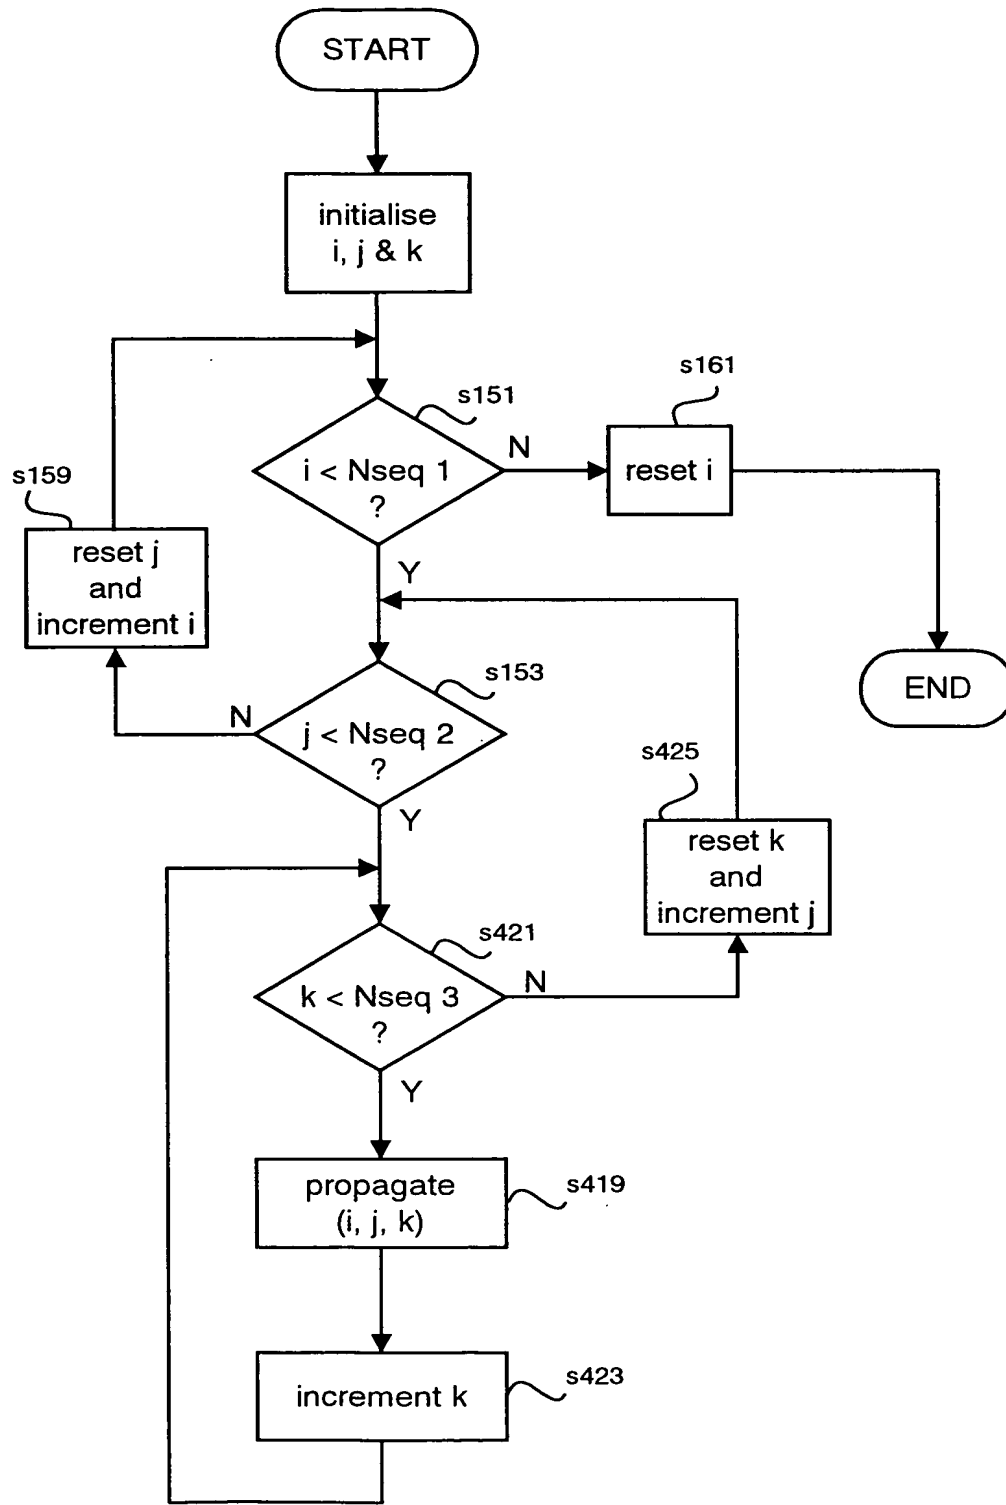 START
initialise
i, j & k
s151
s161
i < Nseq 1
?
N
reset i
s159
reset j
and
increment i
Y
s153
END
N
j < Nseq 2
?
s425
Y
reset k
and
increment j
s421
k < Nseq 3
?
N
Y
propagate
(i, j, k)
s419
increment k
s423